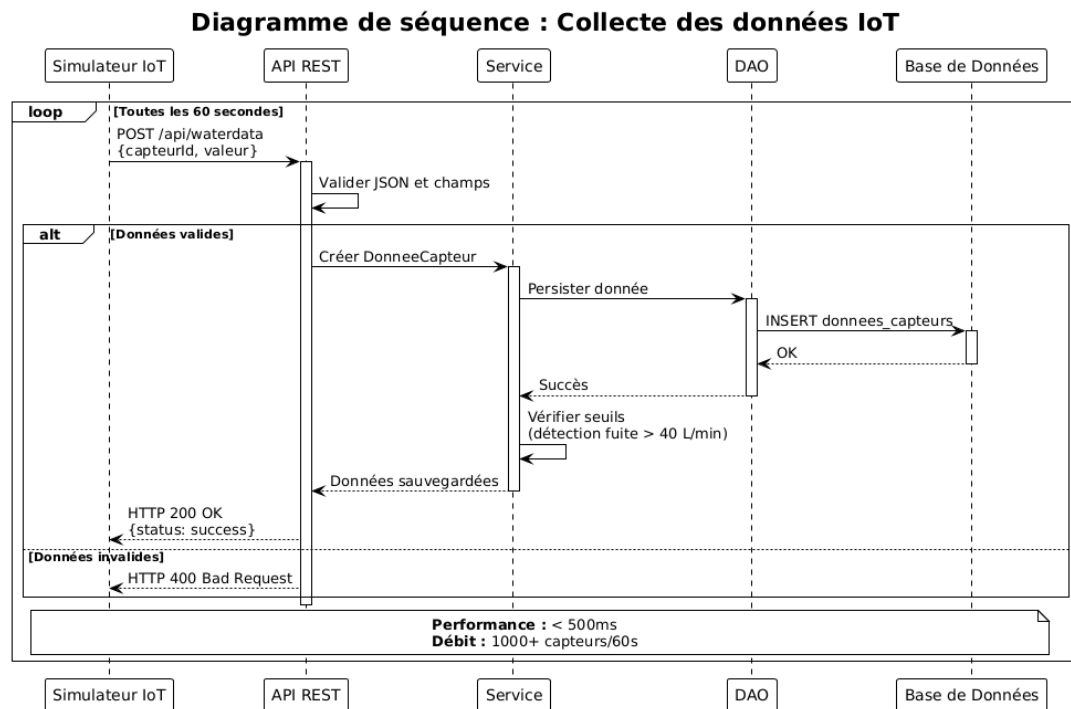 Diagramme de séquence : Collecte des données IoT
Simulateur IoT
API REST
Service
DAO
Base de Données
loop
[Toutes les 60 secondes]
POST /api/waterdata
{capteurId, valeur}
Valider JSON et champs
alt
[Données valides]
Créer DonneeCapteur
Persister donnée
INSERT donnees_capteurs
OK
Succès
Vérifier seuils
(détection fuite > 40 L/min)
Données sauvegardées
HTTP 200 OK
{status: success}
[Données invalides]
HTTP 400 Bad Request
Performance : < 500ms
Débit : 1000+ capteurs/60s
Simulateur IoT
API REST
Service
DAO
Base de Données